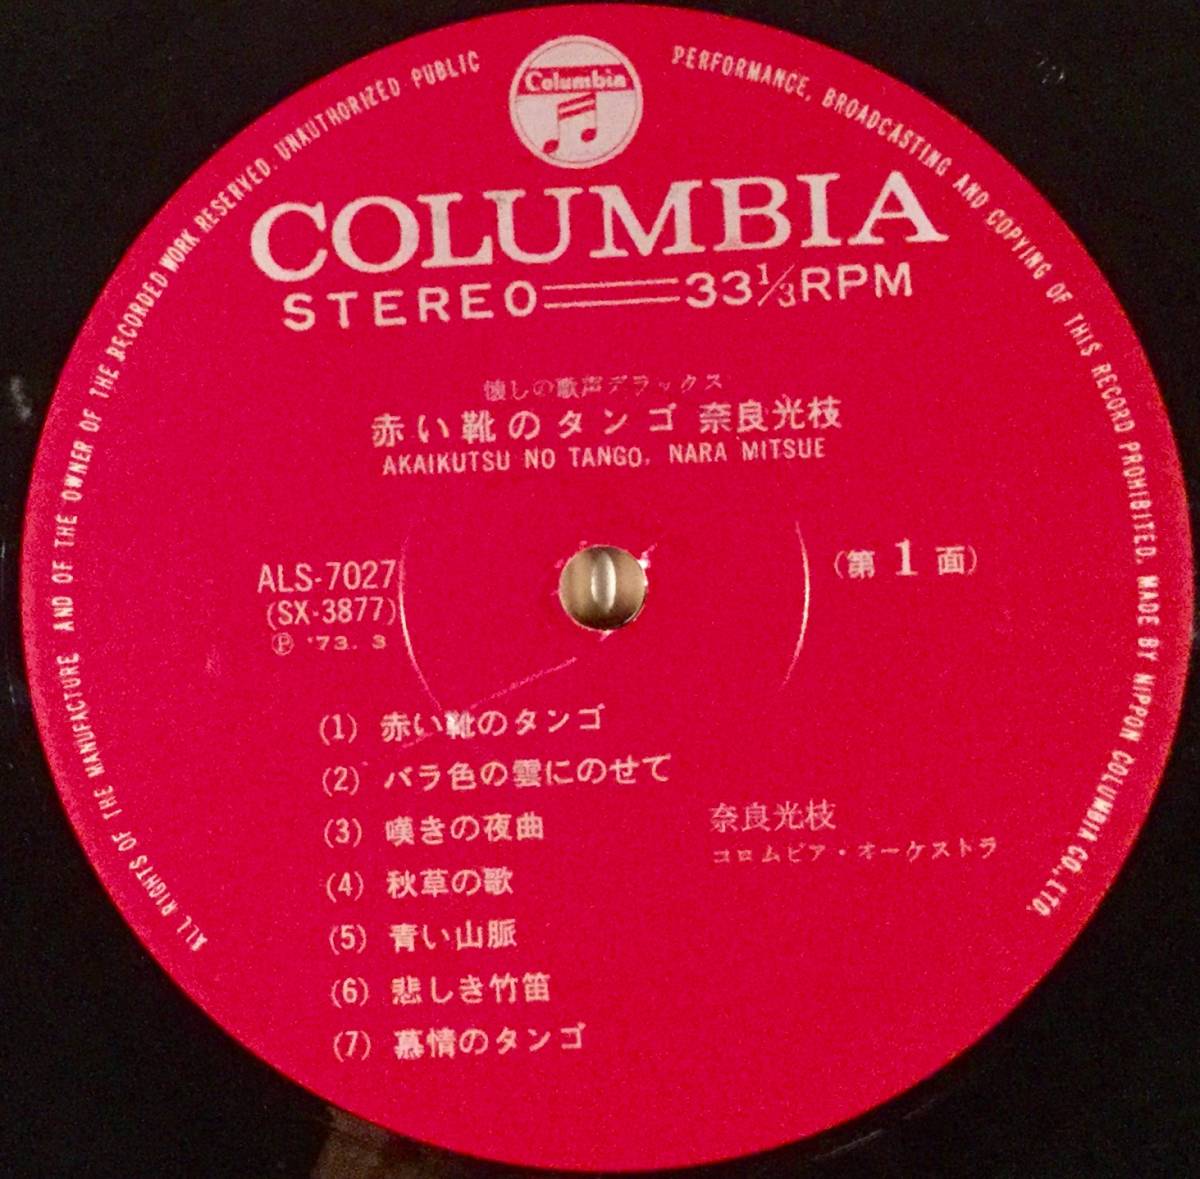 ALL RIGHTS OF THE MANUFACTURE AND OF THE OWNER OF THE RECORDED WORK RESERVED. UNAUTHORIZED PUBLIC PERFORMANCE, BROADCASTING AND COPYING OF THIS RECORD PROHIBITED. MADE BY NIPPON COLUMBIA CO., LTD.
Columbia
COLUMBIA
STEREO 33⅓RPM
懐しの歌声デラックス
赤い靴のタンゴ 奈良光枝
AKAIKUTSU NO TANGO, NARA MITSUE
ALS-7027
(SX-3877)
Ⓟ '73. 3
(第 1 面)
(1) 赤い靴のタンゴ
(2) バラ色の雲にのせて
(3) 嘆きの夜曲
(4) 秋草の歌
(5) 青い山脈
(6) 悲しき竹笛
(7) 慕情のタンゴ
奈良光枝
コロムビア・オーケストラ